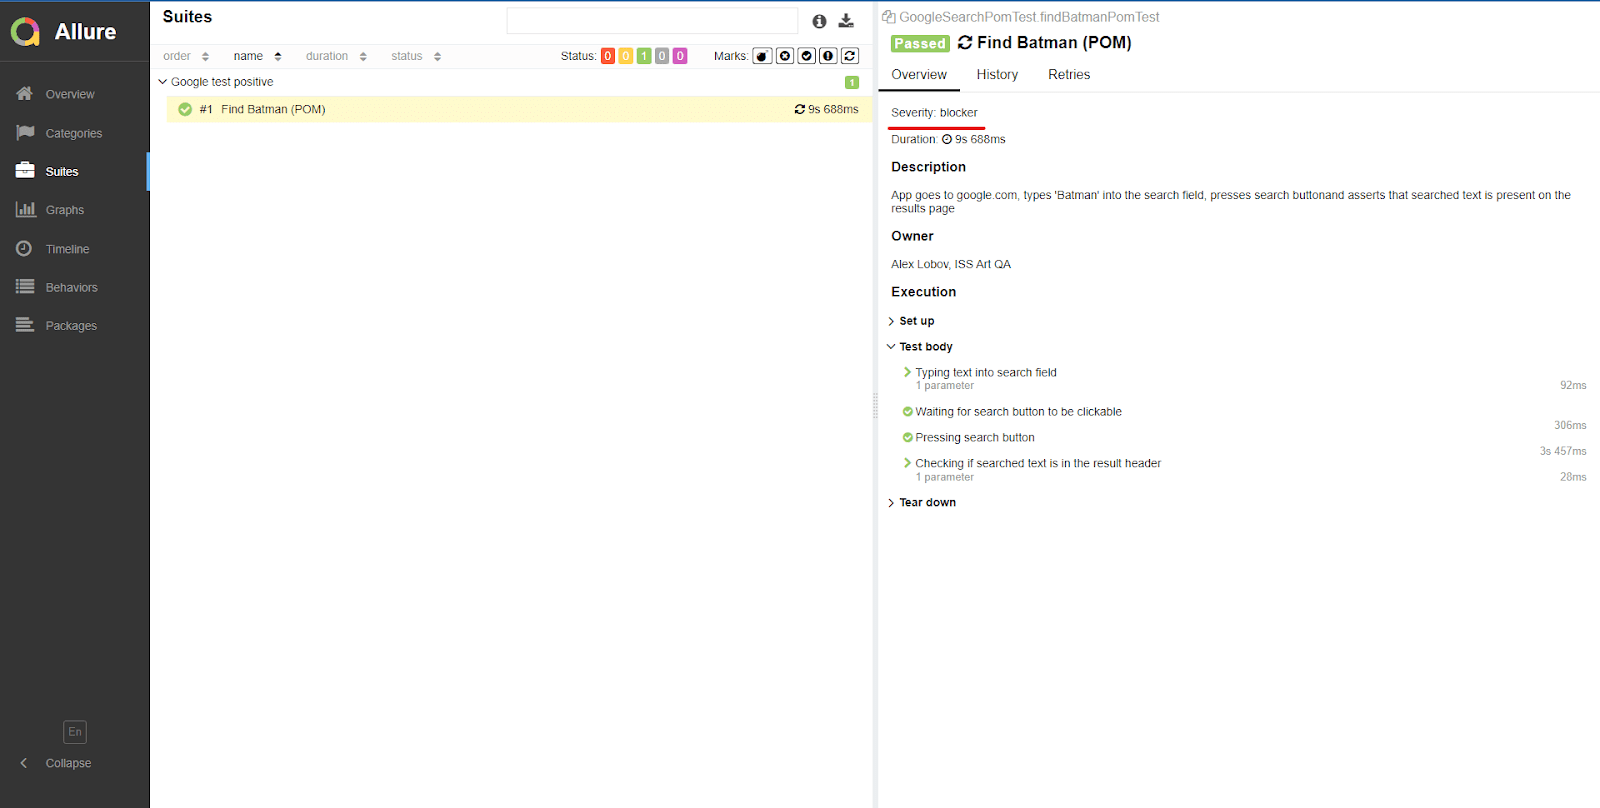 Allure
Overview
Categories
Suites
Graphs
Timeline
Behaviors
Packages
En
Collapse
Suites
order name duration status Status: 0 0 1 0 0 Marks:
Google test positive 1
#1 Find Batman (POM) 9s 688ms
GoogleSearchPomTest.findBatmanPomTest
Passed Find Batman (POM)
Overview History Retries
Severity: blocker
Duration: 9s 688ms
Description
App goes to google.com, types 'Batman' into the search field, presses search buttonand asserts that searched text is present on the
results page
Owner
Alex Lobov, ISS Art QA
Execution
Set up
Test body
Typing text into search field
1 parameter 92ms
Waiting for search button to be clickable
306ms
Pressing search button
3s 457ms
Checking if searched text is in the result header
1 parameter 28ms
Tear down